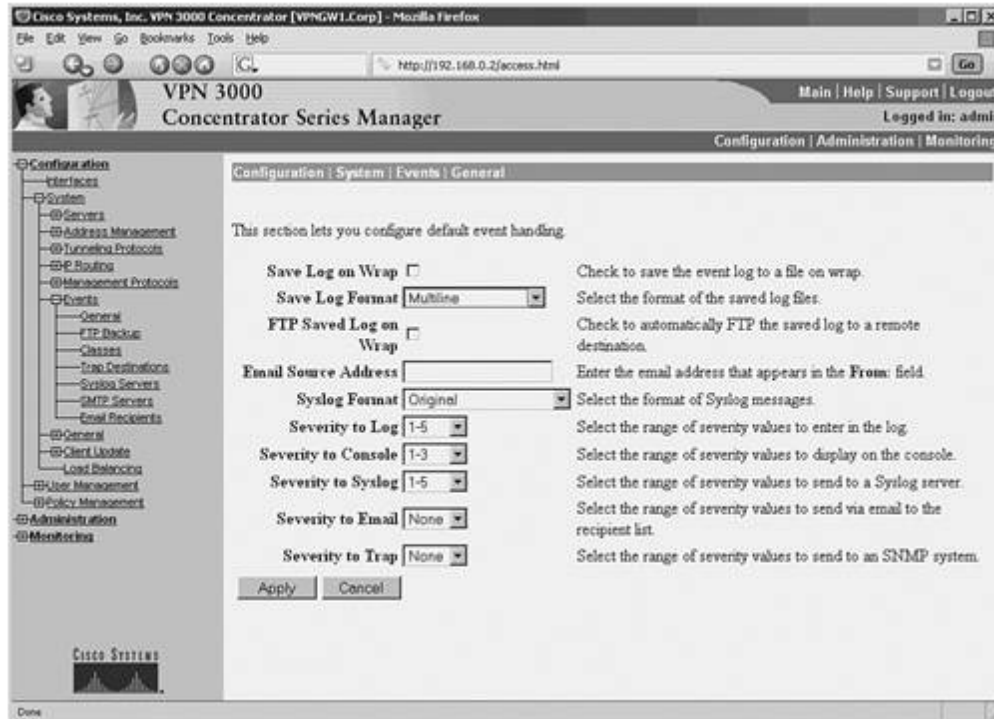 Cisco Systems, Inc. VPN 3000 Concentrator [VPNGW1.Corp] - Mozilla Firefox
File Edit View Go Bookmarks Tools Help
G. http://192.168.0.2/access.html Go
VPN 3000
Concentrator Series Manager
Main | Help | Support | Logout
Logged in: admi
Configuration | Administration | Monitoring
Configuration
Interfaces
System
Servers
Address Management
Tunneling Protocols
IP Routing
Management Protocols
Events
General
FTP Backup
Classes
Trap Destinations
Syslog Servers
SMTP Servers
Email Recipients
General
Client Update
Load Balancing
User Management
Policy Management
Administration
Monitoring
Configuration | System | Events | General
This section lets you configure default event handling.
Save Log on Wrap Check to save the event log to a file on wrap.
Save Log Format Multiline Select the format of the saved log files.
FTP Saved Log on Wrap Check to automatically FTP the saved log to a remote destination.
Email Source Address Enter the email address that appears in the From: field.
Syslog Format Original Select the format of Syslog messages.
Severity to Log 1-5 Select the range of severity values to enter in the log.
Severity to Console 1-3 Select the range of severity values to display on the console.
Severity to Syslog 1-5 Select the range of severity values to send to a Syslog server.
Severity to Email None Select the range of severity values to send via email to the recipient list.
Severity to Trap None Select the range of severity values to send to an SNMP system.
Apply Cancel
CISCO SYSTEMS
Done